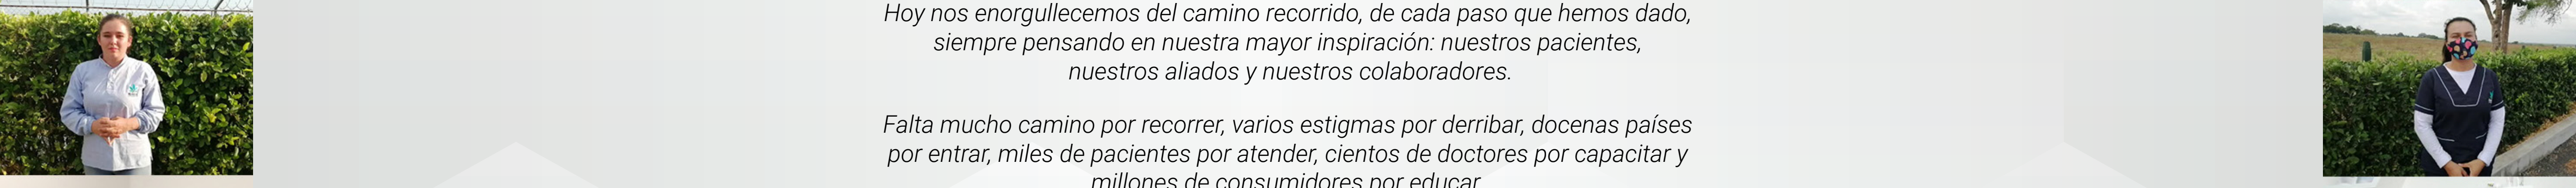 Hoy nos enorgullecemos del camino recorrido, de cada paso que hemos dado,
siempre pensando en nuestra mayor inspiración: nuestros pacientes,
nuestros aliados y nuestros colaboradores.
Falta mucho camino por recorrer, varios estigmas por derribar, docenas países
por entrar, miles de pacientes por atender, cientos de doctores por capacitar y
millones de consumidores por educar